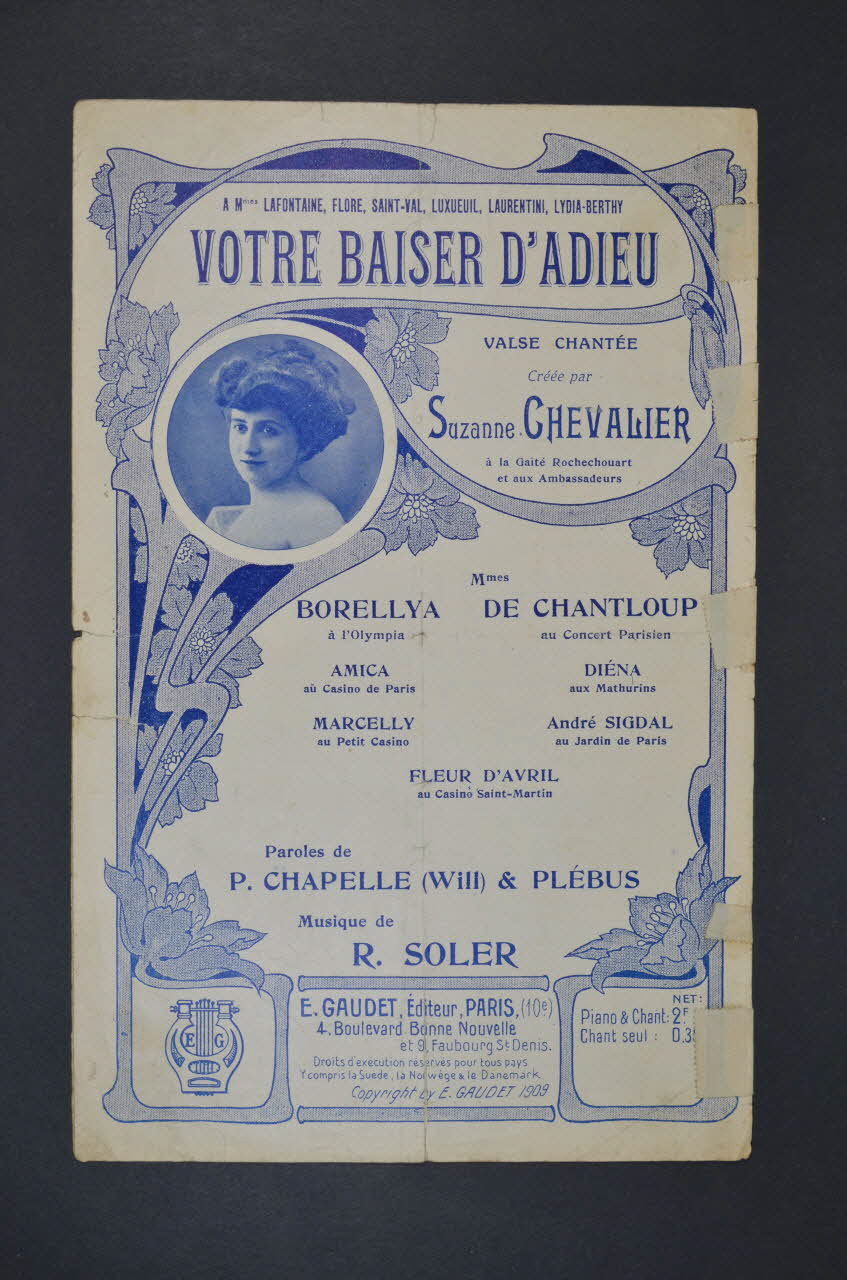 A Mmes LAFONTAINE, FLORE, SAINT-VAL, LUXUEUIL, LAURENTINI, LYDIA-BERTHY
VOTRE BAISER D'ADIEU
VALSE CHANTÉE
Créée par
Suzanne CHEVALIER
à la Gaité Rochechouart
et aux Ambassadeurs
Mmes
BORELLYA DE CHANTLOUP
à l'Olympia au Concert Parisien
AMICA DIÉNA
au Casino de Paris aux Mathurins
MARCELLY André SIGDAL
au Petit Casino au Jardin de Paris
FLEUR D'AVRIL
au Casino Saint-Martin
Paroles de
P. CHAPELLE (Will) & PLÉBUS
Musique de
R. SOLER
E G
E. GAUDET, Éditeur, PARIS, (10e)
4, Boulevard Bonne Nouvelle
et 9, Faubourg St Denis.
Droits d'exécution réservés pour tous pays
Y compris la Suède, la Norwège & le Danemark
Copyright by E. GAUDET 1909
NET:
Piano & Chant: 2F
Chant seul : 0.3